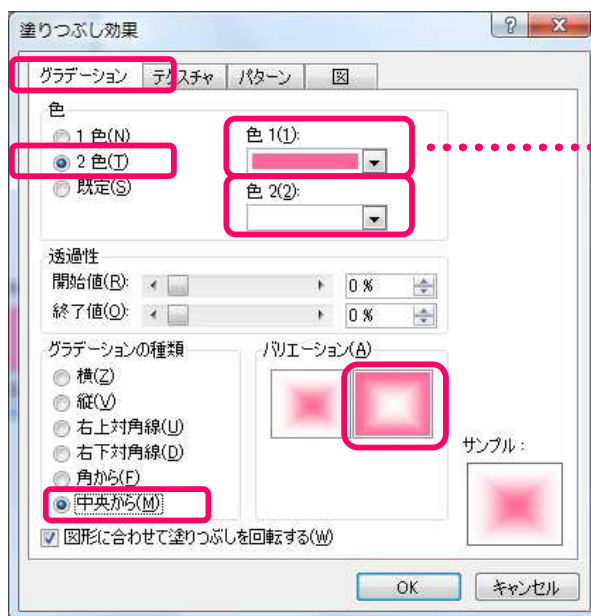 塗りつぶし効果
グラデーション テクスチャ パターン 図
色
1 色(N)
2 色(T)
既定(S)
色 1(1):
色 2(2):
透過性
開始値(R): 0 %
終了値(O): 0 %
グラデーションの種類
横(Z)
縦(V)
右上対角線(U)
右下対角線(D)
角から(F)
中央から(M)
バリエーション(A)
サンプル :
図形に合わせて塗りつぶしを回転する(W)
OK キャンセル